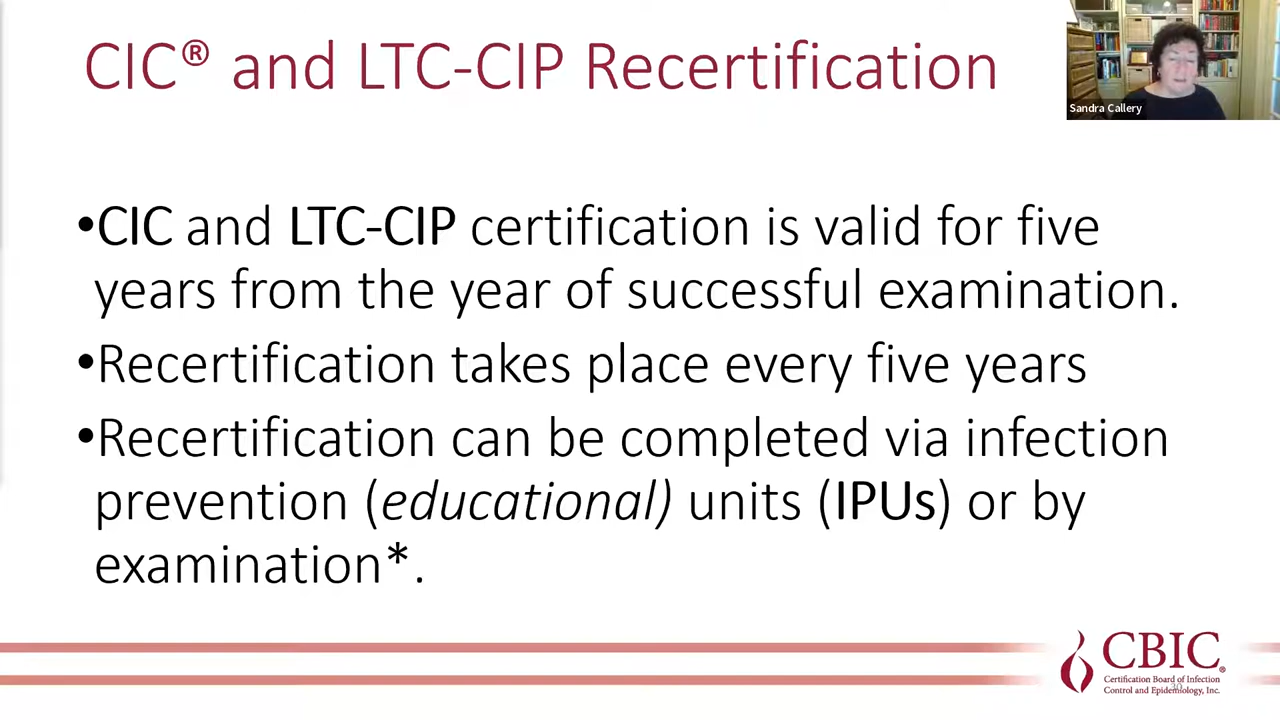 CIC® and LTC-CIP Recertification
Sandra Callery
•CIC and LTC-CIP certification is valid for five
years from the year of successful examination.
•Recertification takes place every five years
•Recertification can be completed via infection
prevention (educational) units (IPUs) or by
examination*.
CBIC®
Certification Board of Infection
Control and Epidemiology, Inc.
30